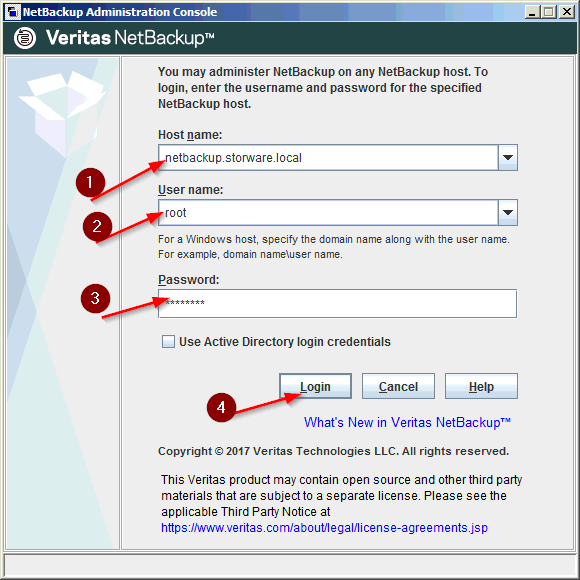 NetBackup Administration Console
Veritas NetBackup™
You may administer NetBackup on any NetBackup host. To
login, enter the username and password for the specified
NetBackup host.
Host name:
1
netbackup.storware.local
User name:
2
root
For a Windows host, specify the domain name along with the user name.
For example, domain name\user name.
Password:
3
********
Use Active Directory login credentials
4
Login Cancel Help
What's New in Veritas NetBackup™
Copyright © 2017 Veritas Technologies LLC. All rights reserved.
This Veritas product may contain open source and other third party
materials that are subject to a separate license. Please see the
applicable Third Party Notice at
https://www.veritas.com/about/legal/license-agreements.jsp